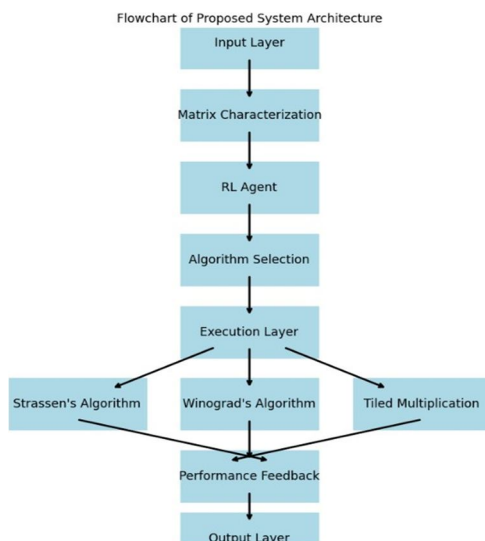 Flowchart of Proposed System Architecture
Input Layer
Matrix Characterization
RL Agent
Algorithm Selection
Execution Layer
Strassen's Algorithm
Winograd's Algorithm
Tiled Multiplication
Performance Feedback
Output Layer